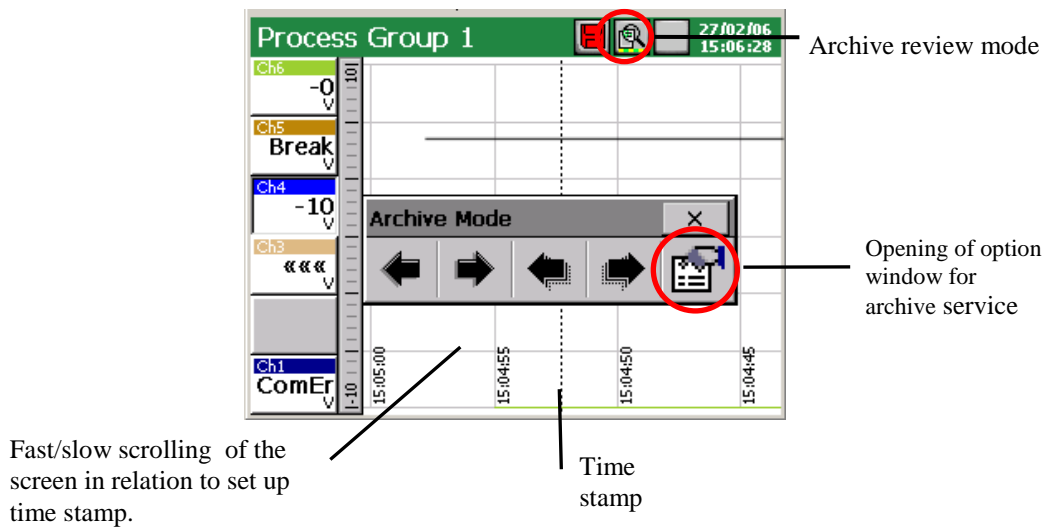 Process Group 1
27/02/06
15:06:28
Archive review mode
Ch6
-0
V
10
Ch5
Break
V
Ch4
-10
V
Archive Mode
×
Ch3
««««
V
Opening of option
window for
archive service
Ch1
ComEr
V
-10
15:05:00
15:04:55
15:04:50
15:04:45
Fast/slow scrolling of the
screen in relation to set up
time stamp.
Time
stamp